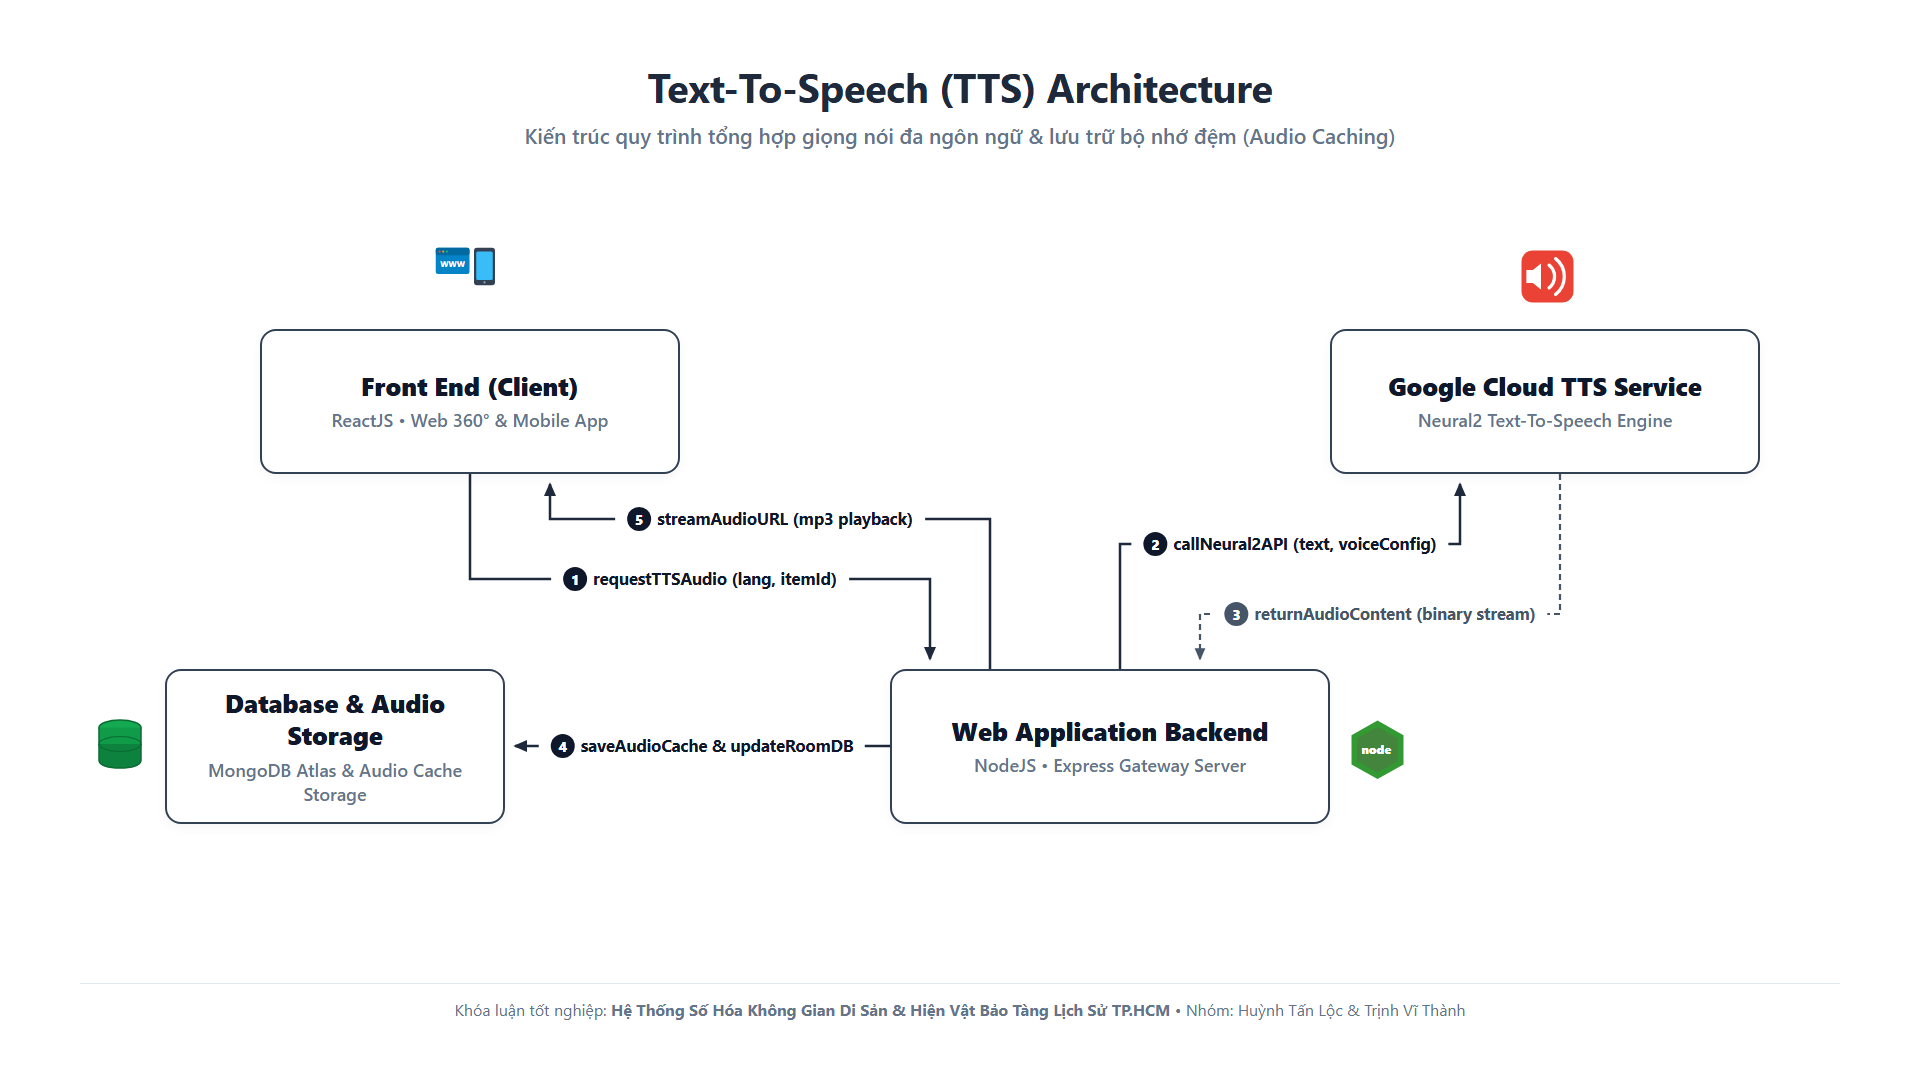 Text-To-Speech (TTS) Architecture
Kiến trúc quy trình tổng hợp giọng nói đa ngôn ngữ & lưu trữ bộ nhớ đệm (Audio Caching)
www
Front End (Client)
ReactJS • Web 360° & Mobile App
Google Cloud TTS Service
Neural2 Text-To-Speech Engine
5 streamAudioURL (mp3 playback)
2 callNeural2API (text, voiceConfig)
1 requestTTSAudio (lang, itemId)
3 returnAudioContent (binary stream)
Database & Audio
Storage
MongoDB Atlas & Audio Cache
Storage
4 saveAudioCache & updateRoomDB
Web Application Backend
NodeJS • Express Gateway Server
node
Khóa luận tốt nghiệp: Hệ Thống Số Hóa Không Gian Di Sản & Hiện Vật Bảo Tàng Lịch Sử TP.HCM • Nhóm: Huỳnh Tấn Lộc & Trịnh Vĩ Thành